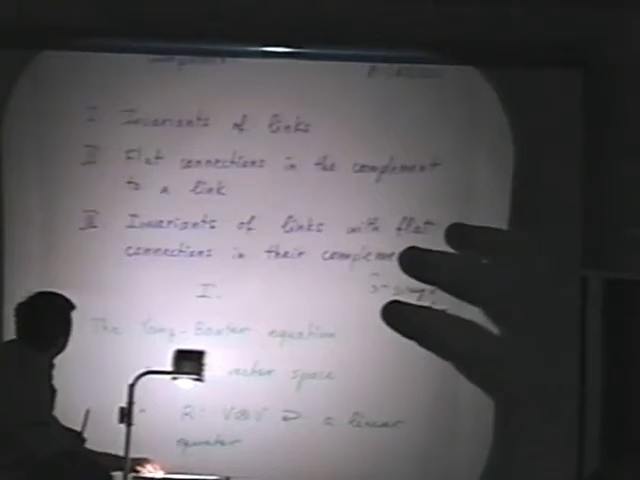 I Invariants of links
II Flat connections in the complement
to a link
III Invariants of links with flat
connections in their compleme
I.
The Yang-Baxter equation
vector space
R: V⊗V ⊃ a linear
operator